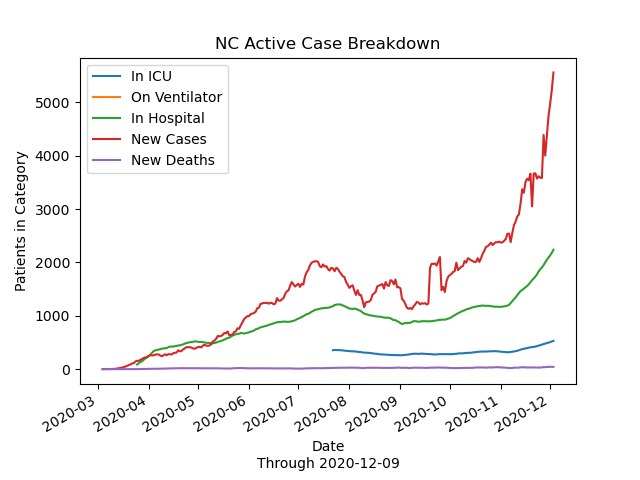 NC Active Case Breakdown
In ICU
On Ventilator
In Hospital
New Cases
New Deaths
Patients in Category
5000
4000
3000
2000
1000
0
2020-03
2020-04
2020-05
2020-06
2020-07
2020-08
2020-09
2020-10
2020-11
2020-12
Date
Through 2020-12-09